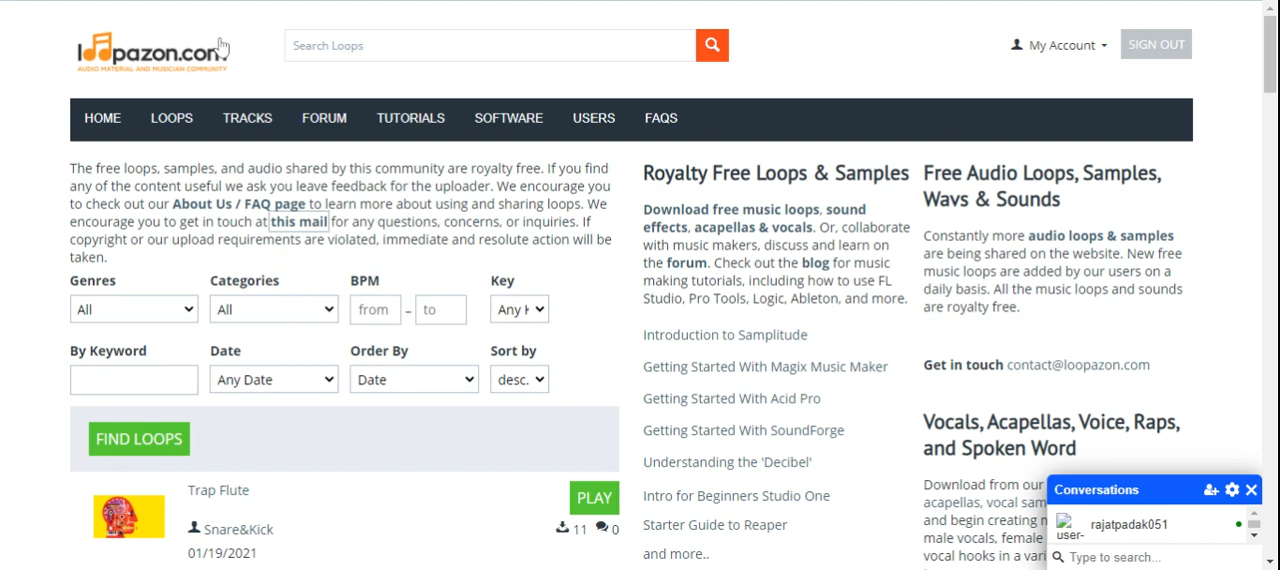 loopazon.com
AUDIO MATERIAL AND MUSICIAN COMMUNITY
Search Loops
My Account
SIGN OUT
HOME LOOPS TRACKS FORUM TUTORIALS SOFTWARE USERS FAQS
The free loops, samples, and audio shared by this community are royalty free. If you find
any of the content useful we ask you leave feedback for the uploader. We encourage you
to check out our About Us / FAQ page to learn more about using and sharing loops. We
encourage you to get in touch at this mail for any questions, concerns, or inquiries. If
copyright or our upload requirements are violated, immediate and resolute action will be
taken.
Genres Categories BPM Key
All All from – to Any
By Keyword Date Order By Sort by
Any Date Date desc.
FIND LOOPS
Trap Flute
PLAY
Snare&Kick
11 0
01/19/2021
Royalty Free Loops & Samples
Download free music loops, sound
effects, acapellas & vocals. Or, collaborate
with music makers, discuss and learn on
the forum. Check out the blog for music
making tutorials, including how to use FL
Studio, Pro Tools, Logic, Ableton, and more.
Introduction to Samplitude
Getting Started With Magix Music Maker
Getting Started With Acid Pro
Getting Started With SoundForge
Understanding the 'Decibel'
Intro for Beginners Studio One
Starter Guide to Reaper
and more..
Free Audio Loops, Samples,
Wavs & Sounds
Constantly more audio loops & samples
are being shared on the website. New free
music loops are added by our users on a
daily basis. All the music loops and sounds
are royalty free.
Get in touch contact@loopazon.com
Vocals, Acapellas, Voice, Raps,
and Spoken Word
Download from our
acapellas, vocal sam
and begin creating
male vocals, female
vocal hooks in a vari
Conversations
user-
rajatpadak051
Type to search...